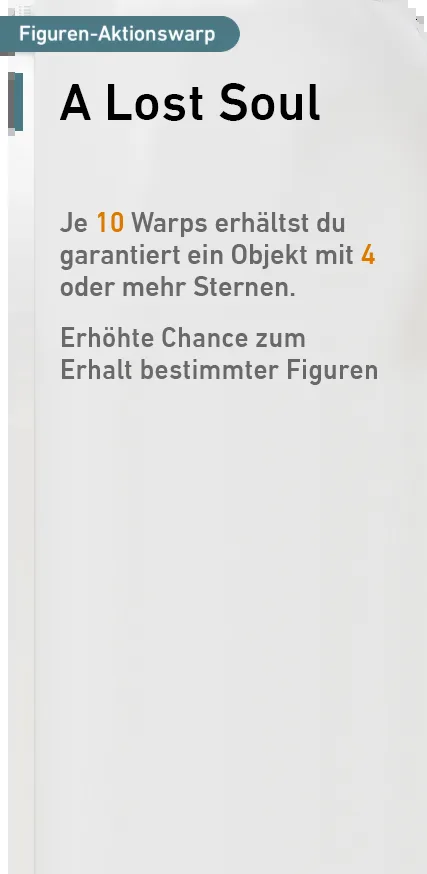 Figuren-Aktionswarp
A Lost Soul
Je 10 Warps erhältst du
garantiert ein Objekt mit 4
oder mehr Sternen.
Erhöhte Chance zum
Erhalt bestimmter Figuren